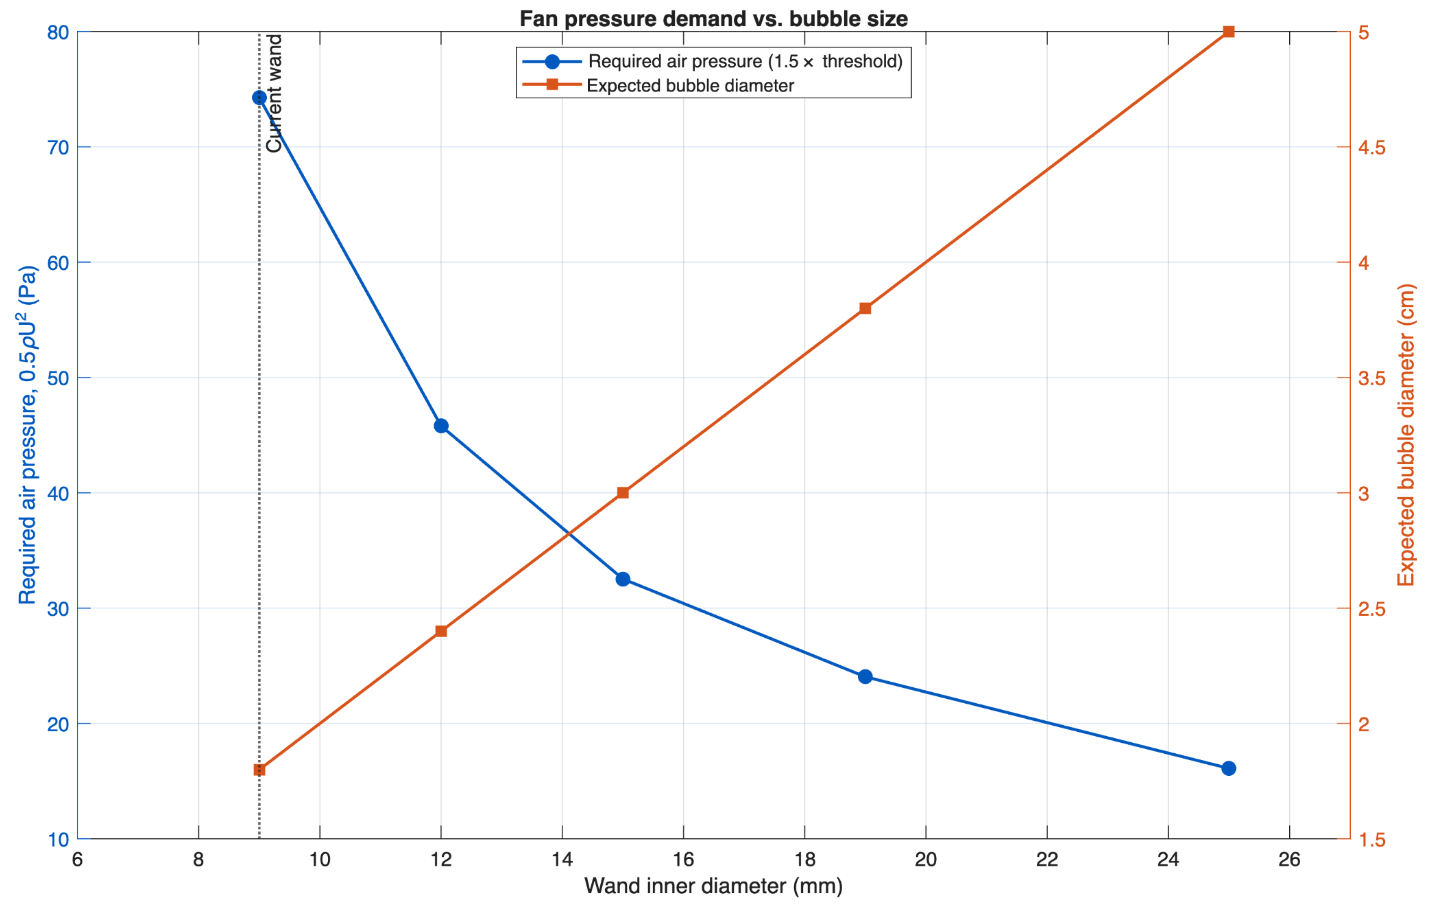 Fan pressure demand vs. bubble size
Required air pressure (1.5 × threshold)
Expected bubble diameter
Current wand
Required air pressure, 0.5ρU² (Pa)
80
70
60
50
40
30
20
10
Expected bubble diameter (cm)
5
4.5
4
3.5
3
2.5
2
1.5
6 8 10 12 14 16 18 20 22 24 26
Wand inner diameter (mm)